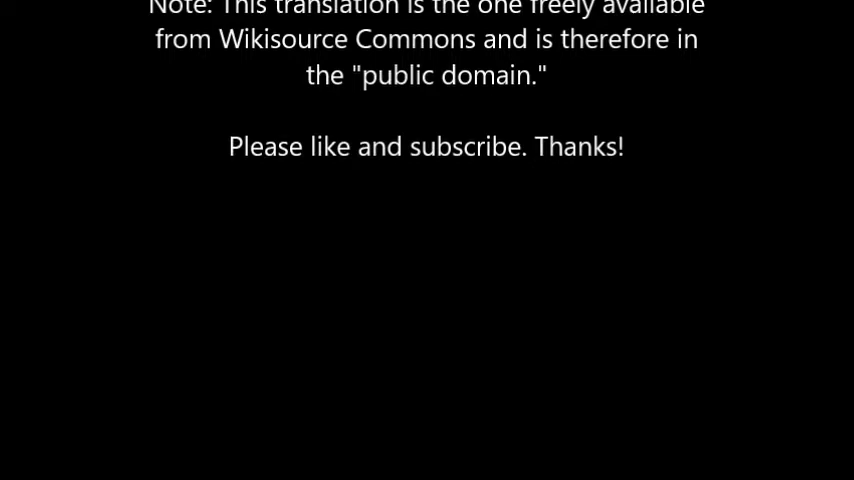 Note: This translation is the one freely available
from Wikisource Commons and is therefore in
the "public domain."
Please like and subscribe. Thanks!